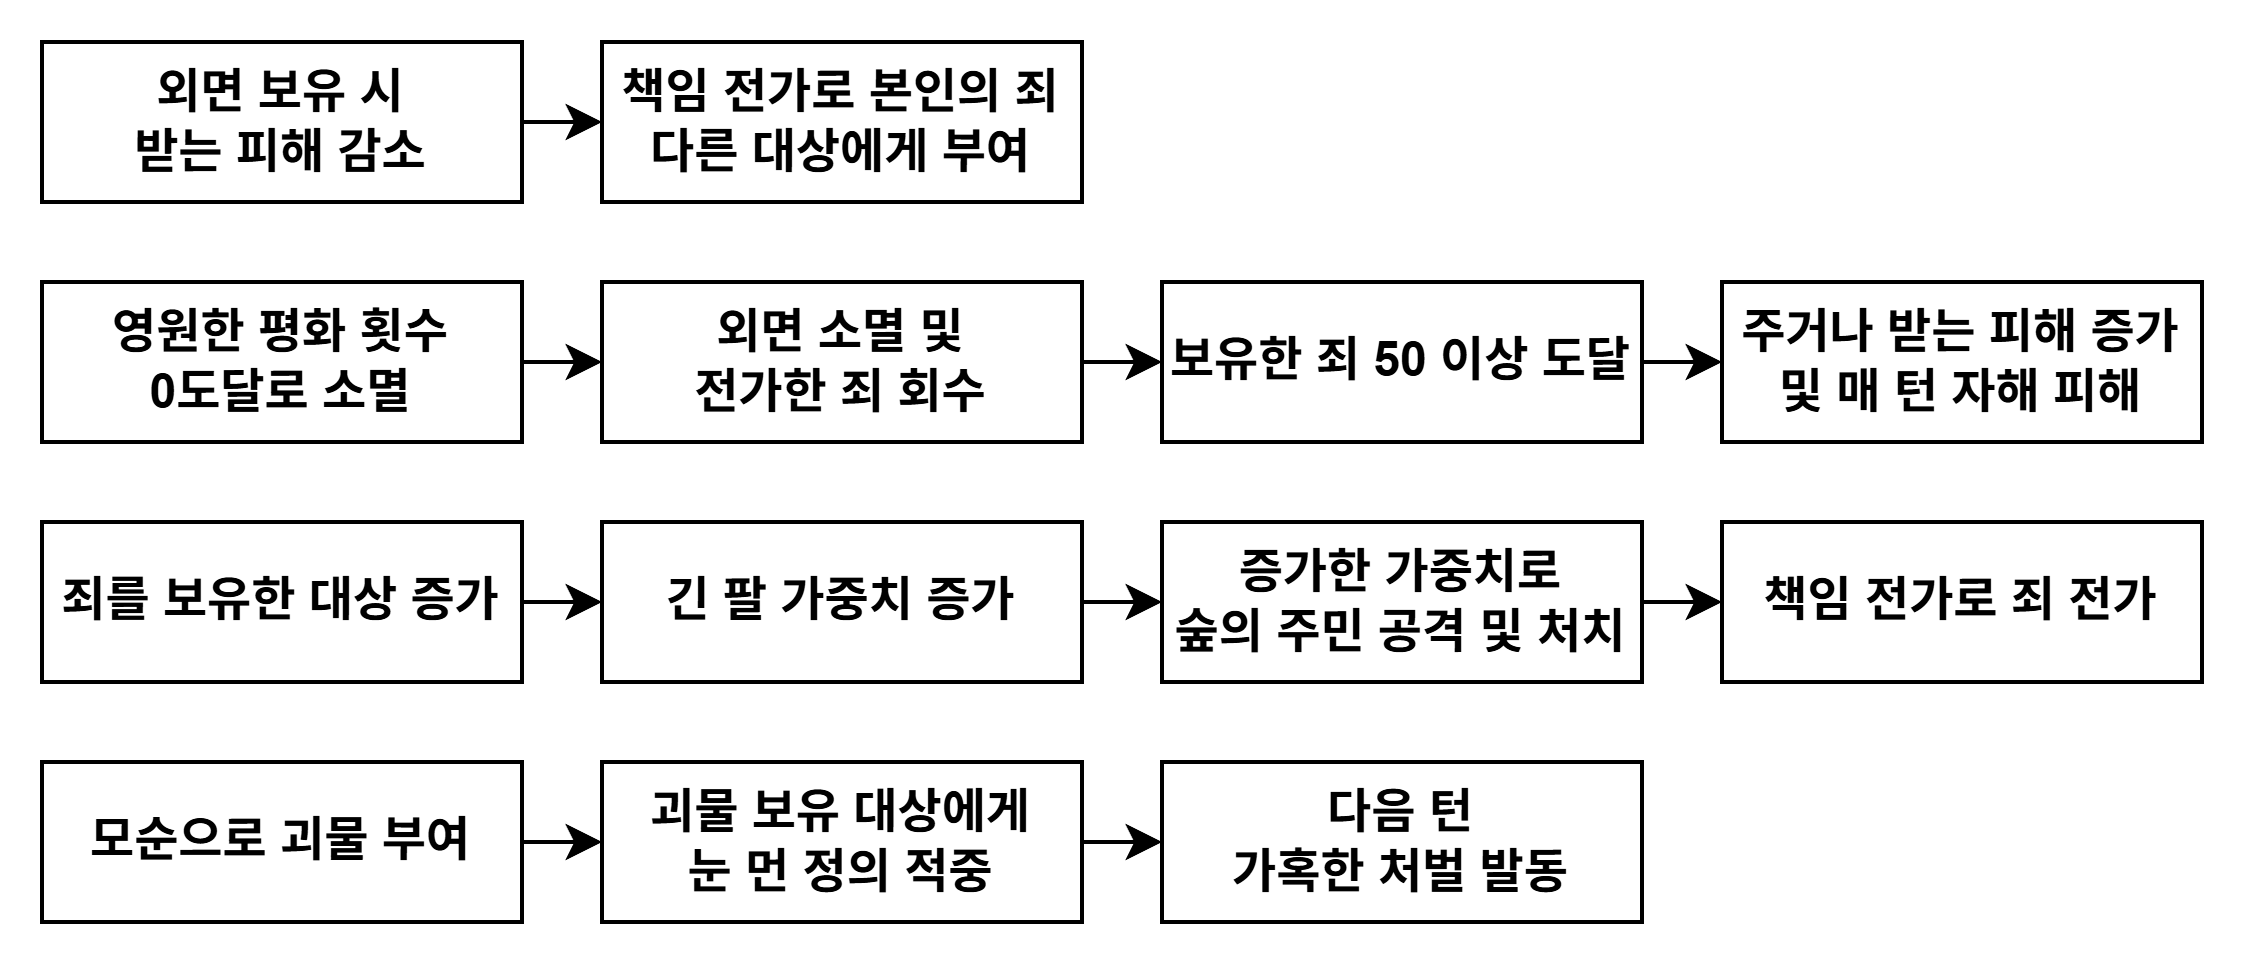 외면 보유 시
받는 피해 감소
책임 전가로 본인의 죄
다른 대상에게 부여
영원한 평화 횟수
0도달로 소멸
외면 소멸 및
전가한 죄 회수
보유한 죄 50 이상 도달
주거나 받는 피해 증가
및 매 턴 자해 피해
죄를 보유한 대상 증가
긴 팔 가중치 증가
증가한 가중치로
숲의 주민 공격 및 처치
책임 전가로 죄 전가
모순으로 괴물 부여
괴물 보유 대상에게
눈 먼 정의 적중
다음 턴
가혹한 처벌 발동